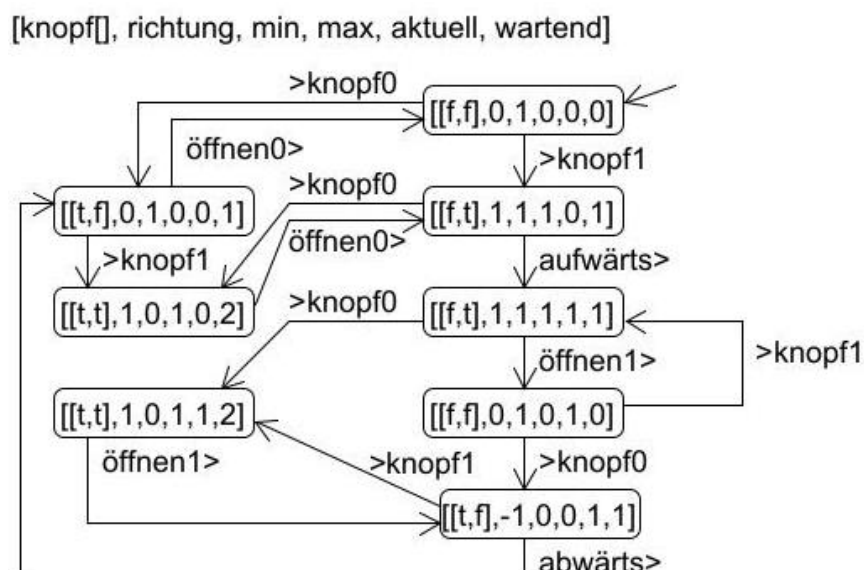 [knopf[], richtung, min, max, aktuell, wartend]
>knopf0
[[f,f],0,1,0,0,0]
öffnen0>
>knopf1
>knopf0
[[t,f],0,1,0,0,1]
[[f,t],1,1,1,0,1]
>knopf1
öffnen0>
aufwärts>
[[t,t],1,0,1,0,2]
>knopf0
[[f,t],1,1,1,1,1]
öffnen1>
>knopf1
[[t,t],1,0,1,1,2]
[[f,f],0,1,0,1,0]
öffnen1>
>knopf1
>knopf0
[[t,f],-1,0,0,1,1]
abwärts>